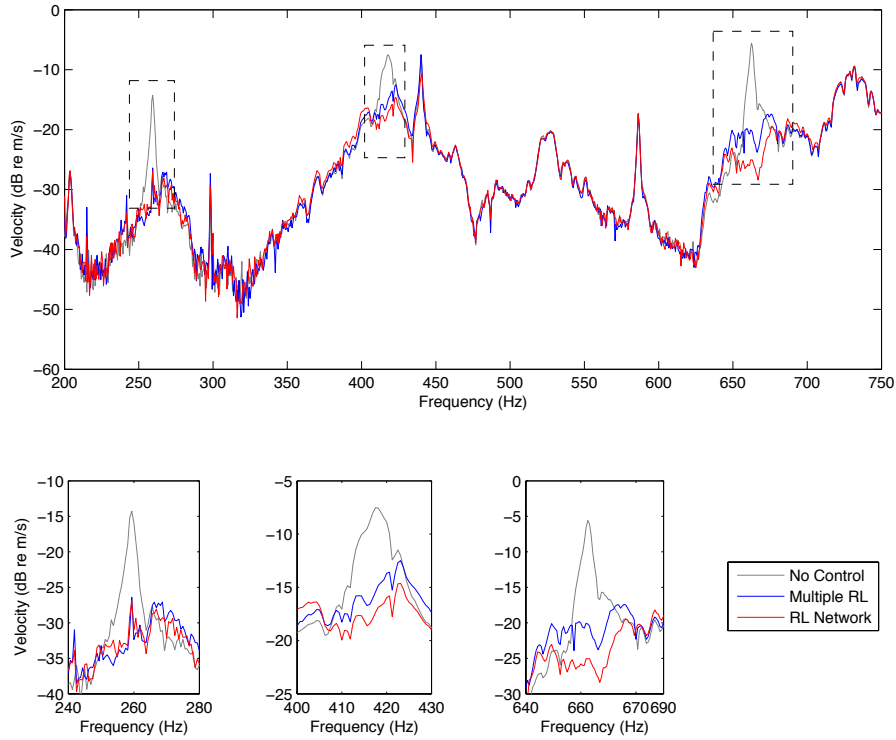 0
−10
−20
−30
−40
−50
−60
Velocity (dB re m/s)
200 250 300 350 400 450 500 550 600 650 700 750
Frequency (Hz)
−10
−15
−20
−25
−30
−35
−40
Velocity (dB re m/s)
240 260 280
Frequency (Hz)
−5
−10
−15
−20
−25
400 410 420 430
Frequency (Hz)
0
−5
−10
−15
−20
−25
−30
640 660 670 690
Frequency (Hz)
No Control
Multiple RL
RL Network